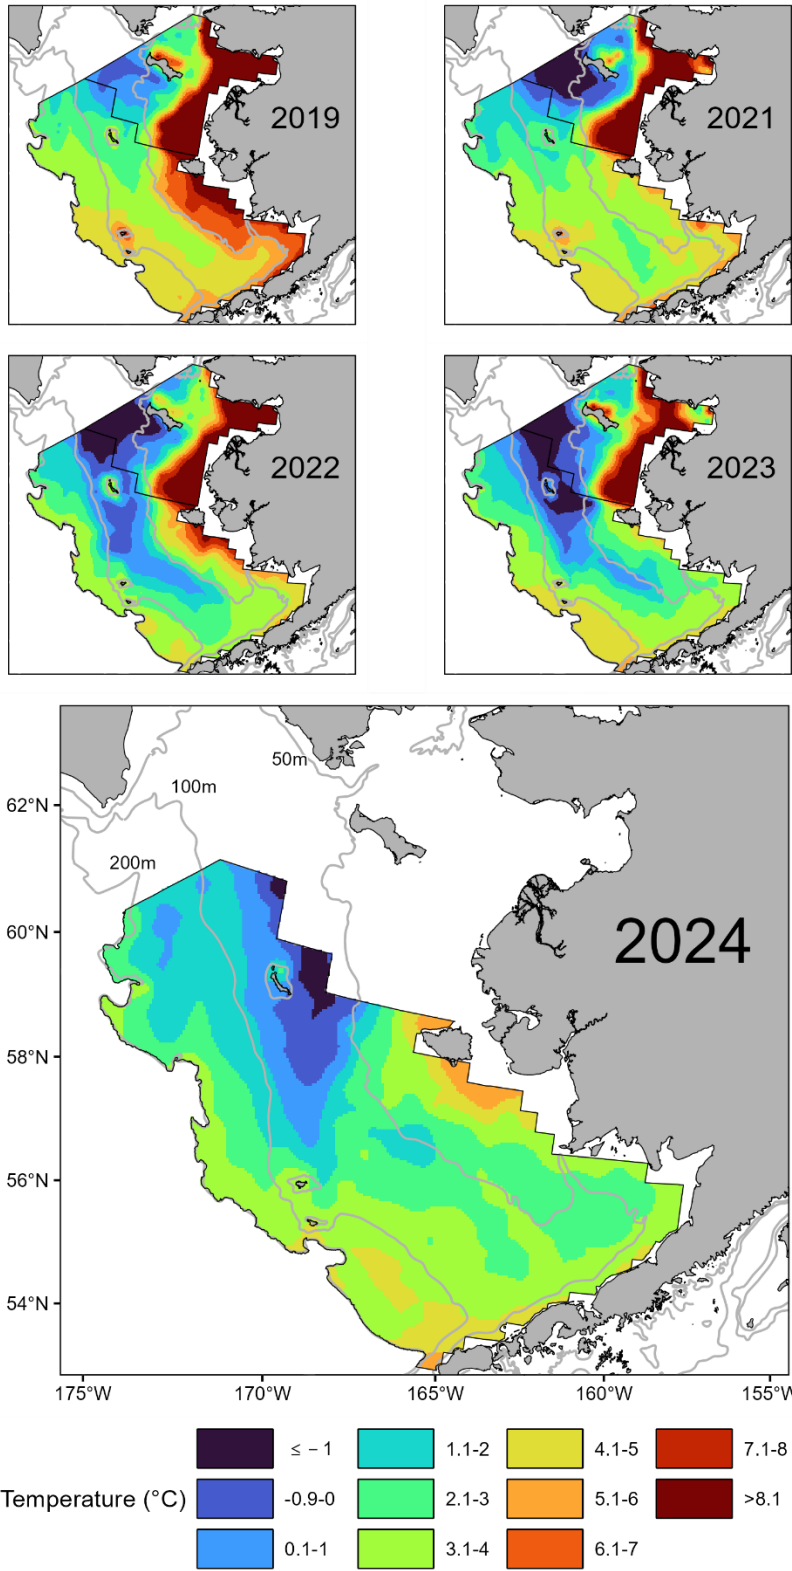 2019
2021
2022
2023
50m
100m
62°N
200m
60°N
2024
58°N
56°N
54°N
175°W 170°W 165°W 160°W 155°W
≤ − 1 1.1-2 4.1-5 7.1-8
Temperature (°C) -0.9-0 2.1-3 5.1-6 >8.1
0.1-1 3.1-4 6.1-7